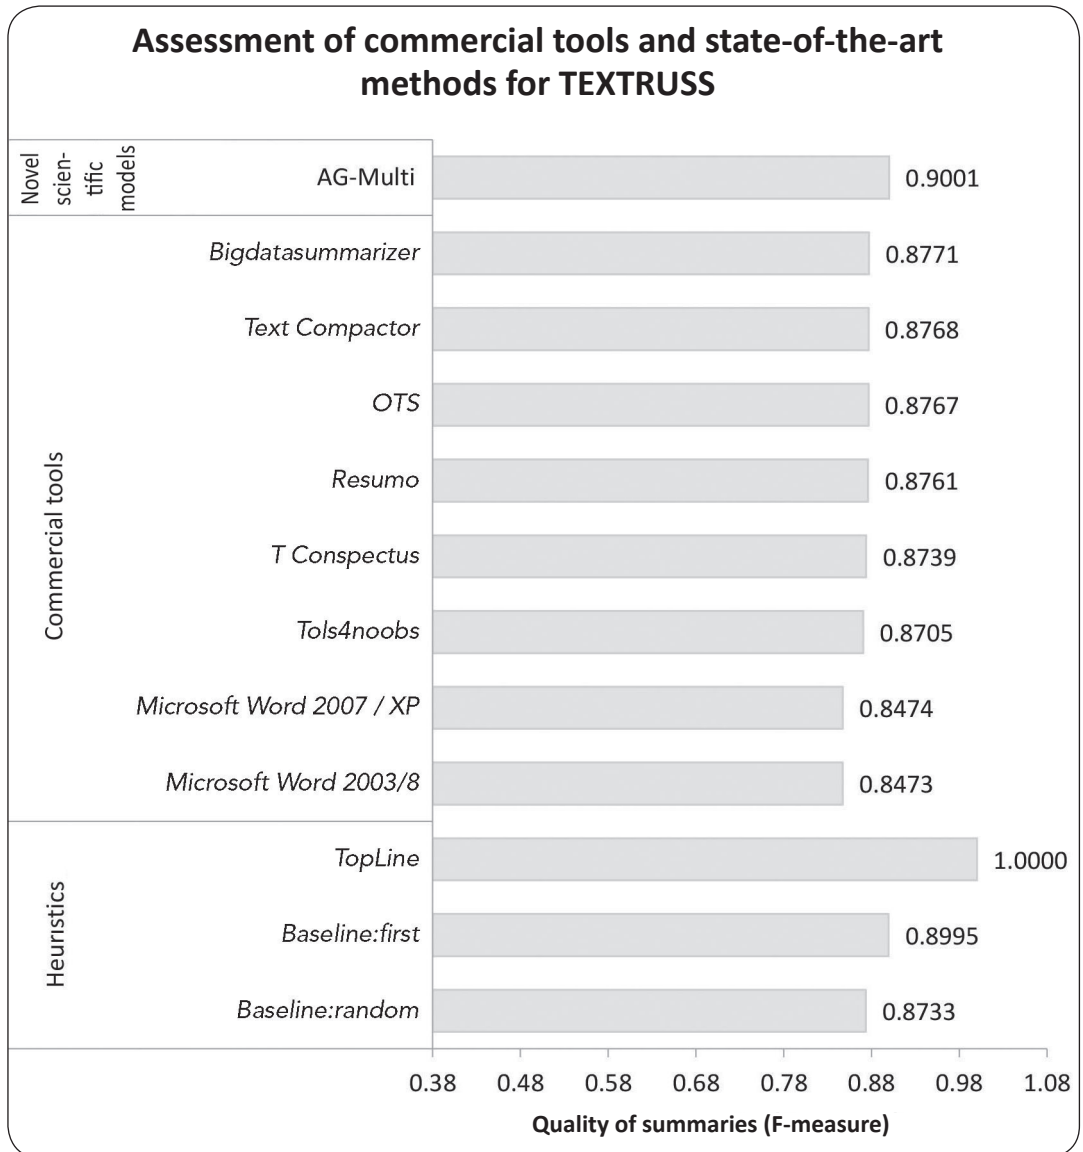 Assessment of commercial tools and state-of-the-art
methods for TEXTRUSS
Novel
scien-
tific
models
AG-Multi
0.9001
Commercial tools
Bigdatasummarizer
0.8771
Text Compactor
0.8768
OTS
0.8767
Resumo
0.8761
T Conspectus
0.8739
Tols4noobs
0.8705
Microsoft Word 2007 / XP
0.8474
Microsoft Word 2003/8
0.8473
Heuristics
TopLine
1.0000
Baseline:first
0.8995
Baseline:random
0.8733
0.38 0.48 0.58 0.68 0.78 0.88 0.98 1.08
Quality of summaries (F-measure)